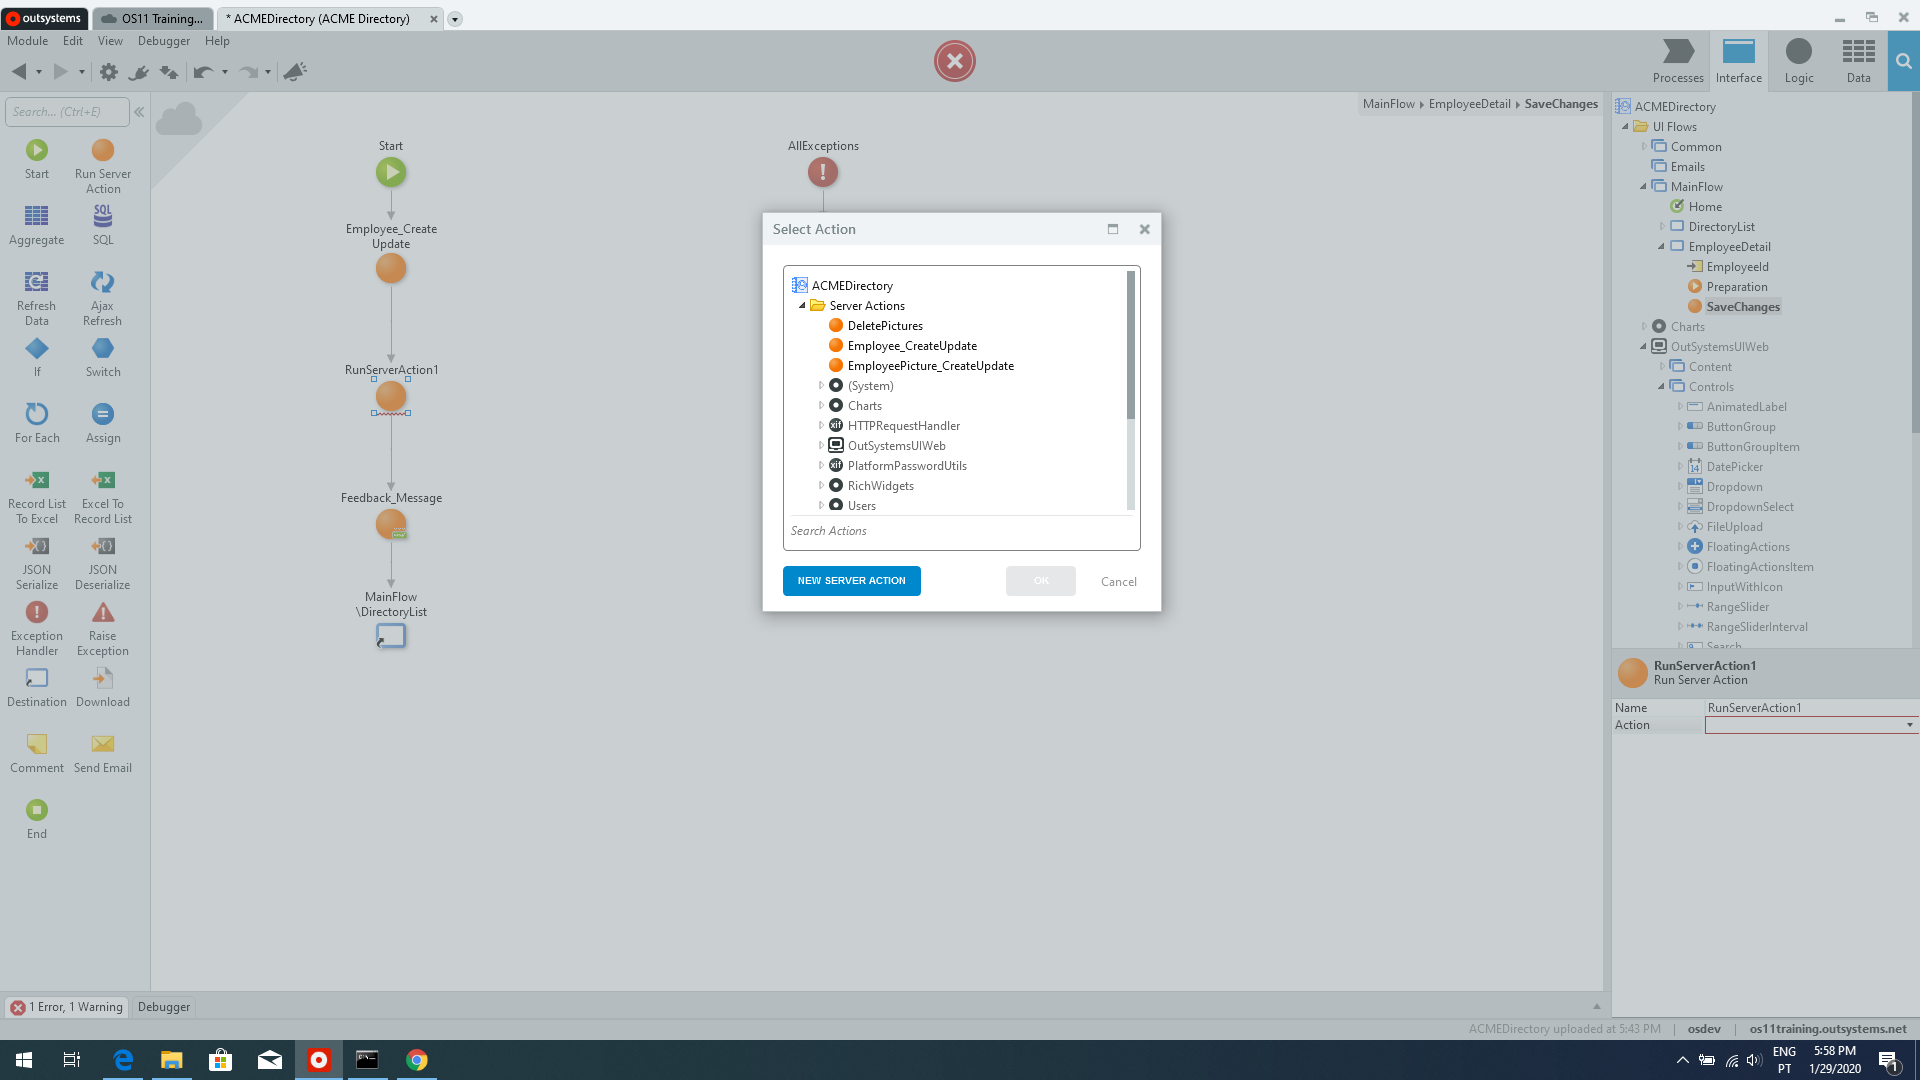 outsystems
OS11 Training...
* ACMEDirectory (ACME Directory)
Module Edit View Debugger Help
Processes
Interface
Logic
Data
Search... (Ctrl+E)
Start
Run Server
Action
Aggregate
SQL
SQL
Refresh
Data
Ajax
Refresh
If
Switch
For Each
Assign
Record List
To Excel
Excel To
Record List
JSON
Serialize
JSON
Deserialize
Exception
Handler
Raise
Exception
Destination
Download
Comment
Send Email
End
MainFlow EmployeeDetail SaveChanges
Start
Employee_Create
Update
RunServerAction1
Feedback_Message
MainFlow
\DirectoryList
AllExceptions
Select Action
ACMEDirectory
Server Actions
DeletePictures
Employee_CreateUpdate
EmployeePicture_CreateUpdate
(System)
Charts
xif HTTPRequestHandler
OutSystemsUIWeb
xif PlatformPasswordUtils
RichWidgets
Users
Search Actions
NEW SERVER ACTION
OK
Cancel
ACMEDirectory
UI Flows
Common
Emails
MainFlow
Home
DirectoryList
EmployeeDetail
EmployeeId
Preparation
SaveChanges
Charts
OutSystemsUIWeb
Content
Controls
AnimatedLabel
ButtonGroup
ButtonGroupItem
14 DatePicker
Dropdown
DropdownSelect
FileUpload
FloatingActions
FloatingActionsItem
InputWithIcon
RangeSlider
RangeSliderInterval
Search
RunServerAction1
Run Server Action
Name RunServerAction1
Action
1 Error, 1 Warning
Debugger
ACMEDirectory uploaded at 5:43 PM
osdev
os11training.outsystems.net
ENG
PT
5:58 PM
1/29/2020
1